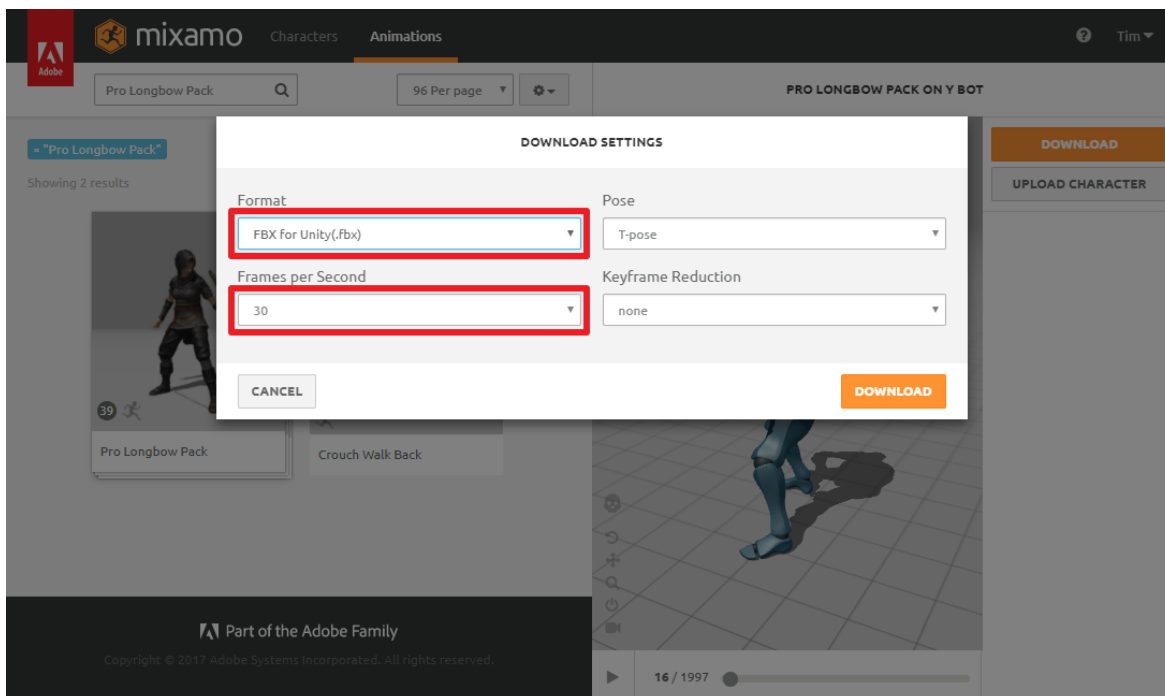 Adobe
mixamo
Characters
Animations
Tim
Pro Longbow Pack
96 Per page
PRO LONGBOW PACK ON Y BOT
= "Pro Longbow Pack"
Showing 2 results
DOWNLOAD
UPLOAD CHARACTER
DOWNLOAD SETTINGS
Format
Pose
FBX for Unity(.fbx)
T-pose
Frames per Second
Keyframe Reduction
30
none
CANCEL
DOWNLOAD
39
Pro Longbow Pack
Crouch Walk Back
Part of the Adobe Family
Copyright © 2017 Adobe Systems Incorporated. All rights reserved.
16 / 1997